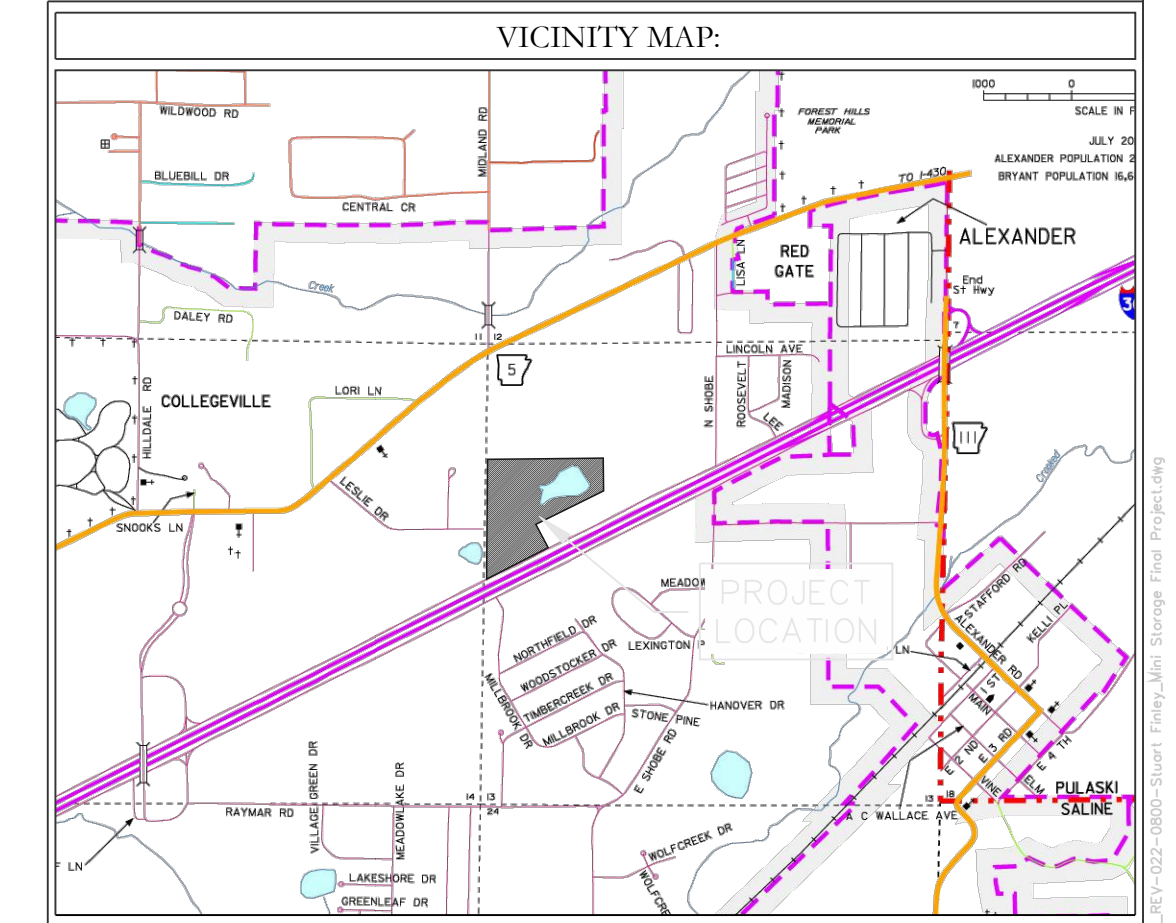 VICINITY MAP:
1000 0
SCALE IN F
JULY 20
ALEXANDER POPULATION 2
BRYANT POPULATION 16,6
FOREST HILLS
MEMORIAL
PARK
TO I-430
WILDWOOD RD
MIDLAND RD
BLUEBILL DR
CENTRAL CR
ALEXANDER
LISA LN
RED
GATE
End
St Hwy
Creek
DALEY RD
11 12
7
5
LINCOLN AVE
HILLDALE RD
COLLEGEVILLE
LORI LN
N SHOBE
ROOSEVELT
MADISON
LEE
111
Crooked
LESLIE DR
SNOOKS LN
PROJECT
LOCATION
MEADOW
STAFFORD RD
KELLI PL
ALEXANDER RD
NORTHFIELD DR
LEXINGTON P
LN
WOODSTOCKER DR
TIMBERCREEK DR
MILLBROOK DR
MILLBROOK DR
HANOVER DR
STONE PINE
1 ST
MAIN
E SHOBE RD
E 2 ND
E 3 RD
E 4 TH
VINE
ELM
VILLAGE GREEN DR
MEADOWLAKE DR
14 13
24
13 18
PULASKI
SALINE
RAYMAR RD
A C WALLACE AVE
F LN
WOLFCREEK DR
WOLFCRE
LAKESHORE DR
GREENLEAF DR
REV-022-0800-Stuart Finley_Mini Storage Final Project.dwg